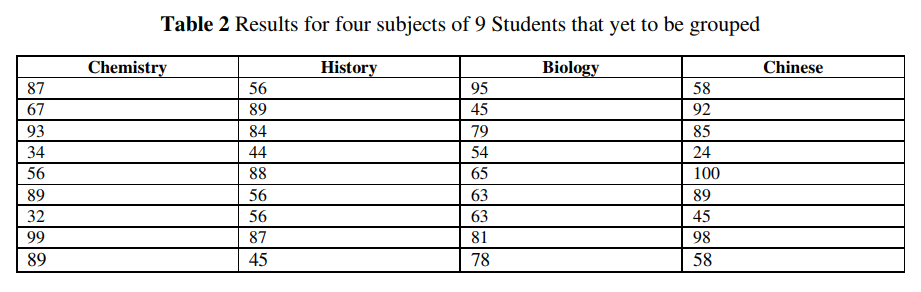 Table 2 Results for four subjects of 9 Students that yet to be grouped
Chemistry History Biology Chinese
87 56 95 58
67 89 45 92
93 84 79 85
34 44 54 24
56 88 65 100
89 56 63 89
32 56 63 45
99 87 81 98
89 45 78 58